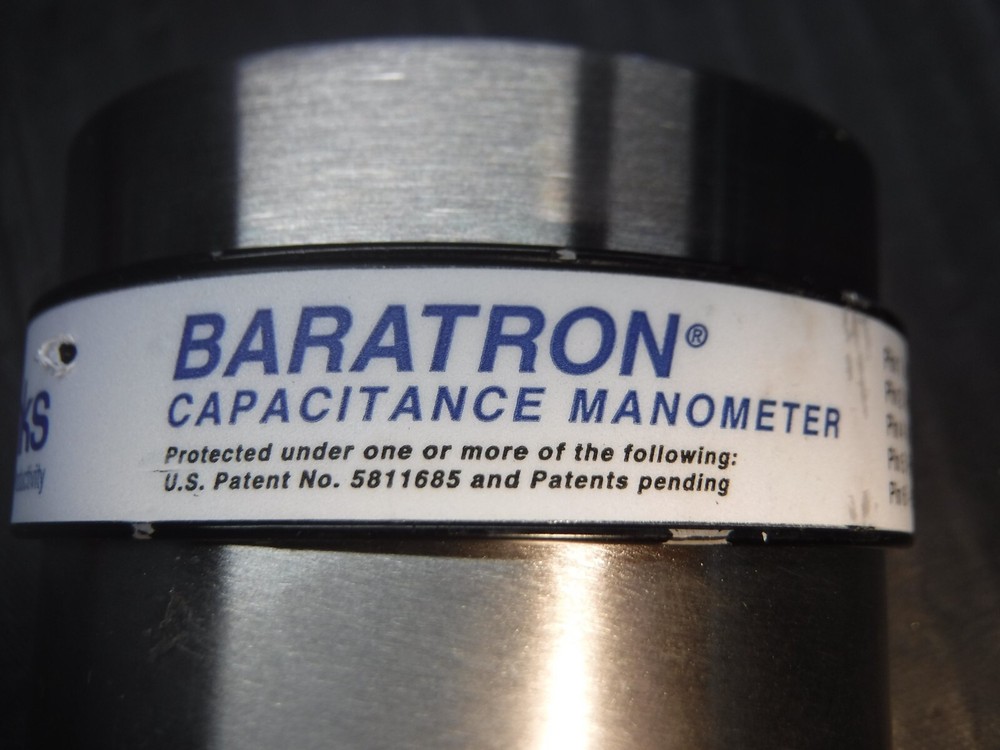 BARATRON®
CAPACITANCE MANOMETER
Protected under one or more of the following:
U.S. Patent No. 5811685 and Patents pending